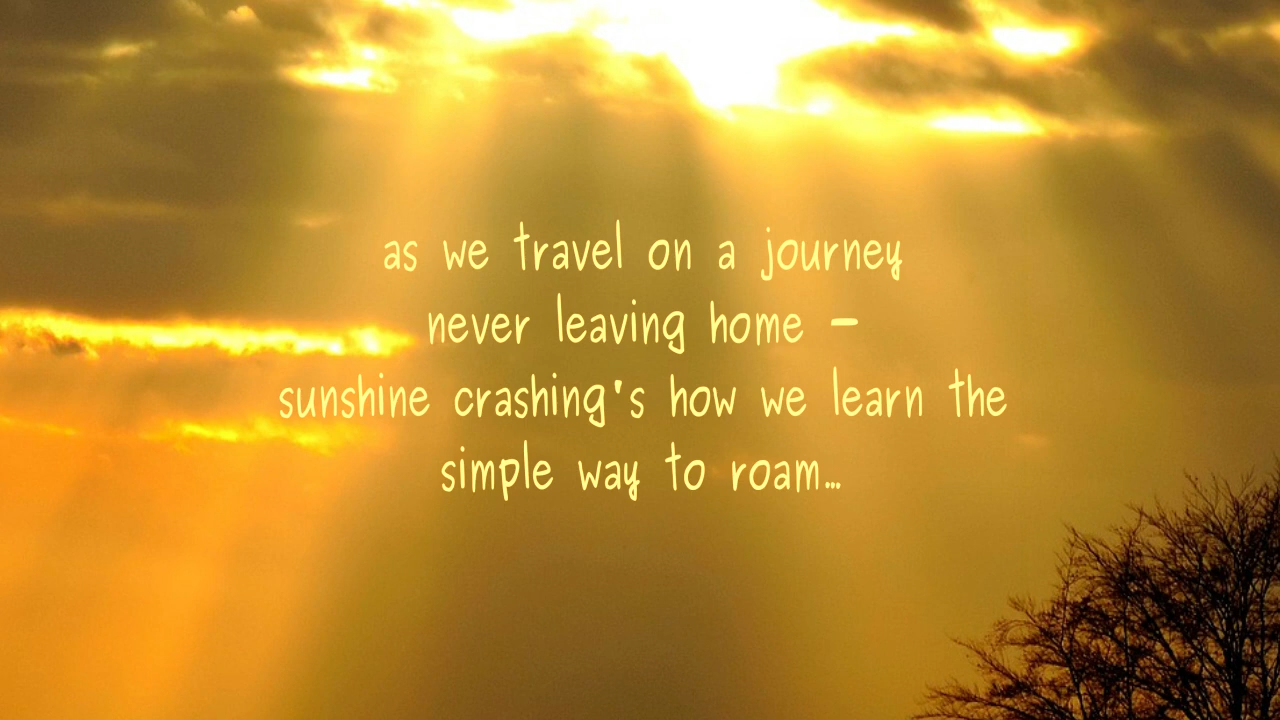 as we travel on a journey
never leaving home –
sunshine crashing's how we learn the
simple way to roam...